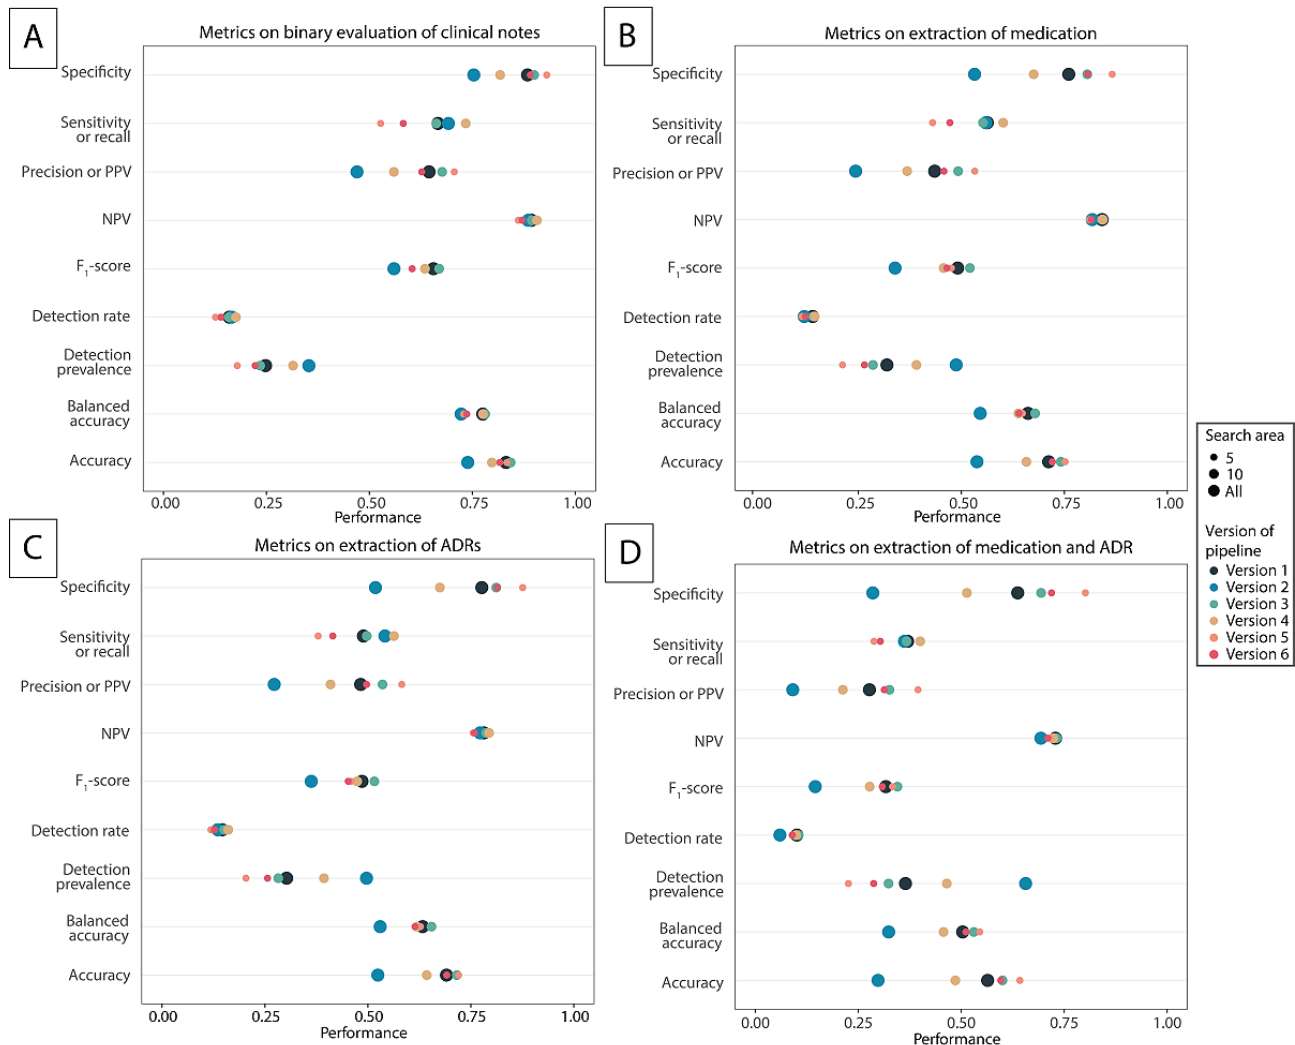 A
Metrics on binary evaluation of clinical notes
Specificity
Sensitivity
or recall
Precision or PPV
NPV
F1-score
Detection rate
Detection
prevalence
Balanced
accuracy
Accuracy
0.00
0.25
0.50
0.75
1.00
Performance
B
Metrics on extraction of medication
Specificity
Sensitivity
or recall
Precision or PPV
NPV
F1-score
Detection rate
Detection
prevalence
Balanced
accuracy
Accuracy
0.00
0.25
0.50
0.75
1.00
Performance
C
Metrics on extraction of ADRs
Specificity
Sensitivity
or recall
Precision or PPV
NPV
F1-score
Detection rate
Detection
prevalence
Balanced
accuracy
Accuracy
0.00
0.25
0.50
0.75
1.00
Performance
D
Metrics on extraction of medication and ADR
Specificity
Sensitivity
or recall
Precision or PPV
NPV
F1-score
Detection rate
Detection
prevalence
Balanced
accuracy
Accuracy
0.00
0.25
0.50
0.75
1.00
Performance
Search area
5
10
All
Version of
pipeline
Version 1
Version 2
Version 3
Version 4
Version 5
Version 6